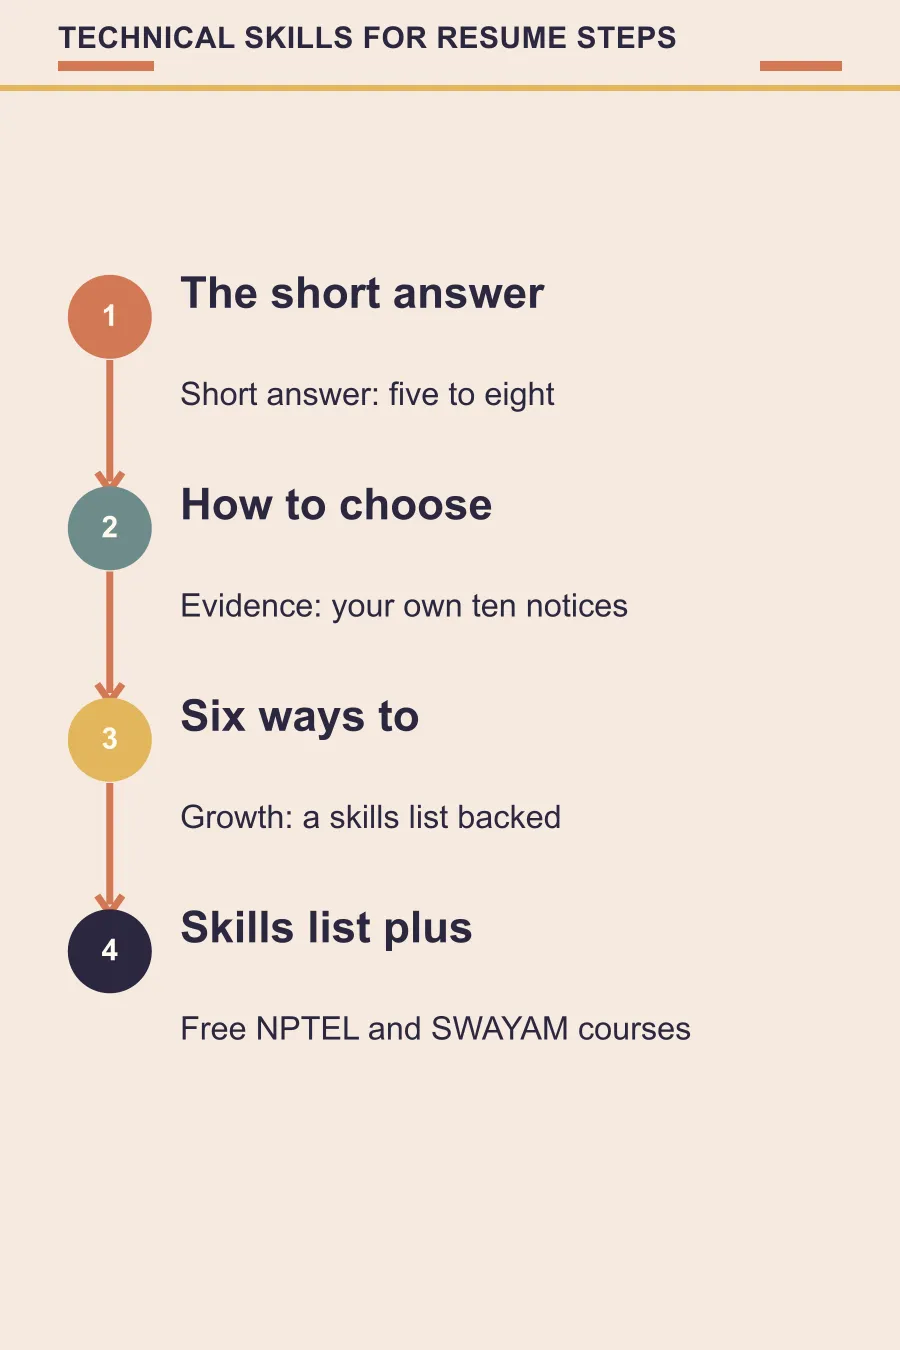 TECHNICAL SKILLS FOR RESUME STEPS
1
The short answer
Short answer: five to eight
2
How to choose
Evidence: your own ten notices
3
Six ways to
Growth: a skills list backed
4
Skills list plus
Free NPTEL and SWAYAM courses